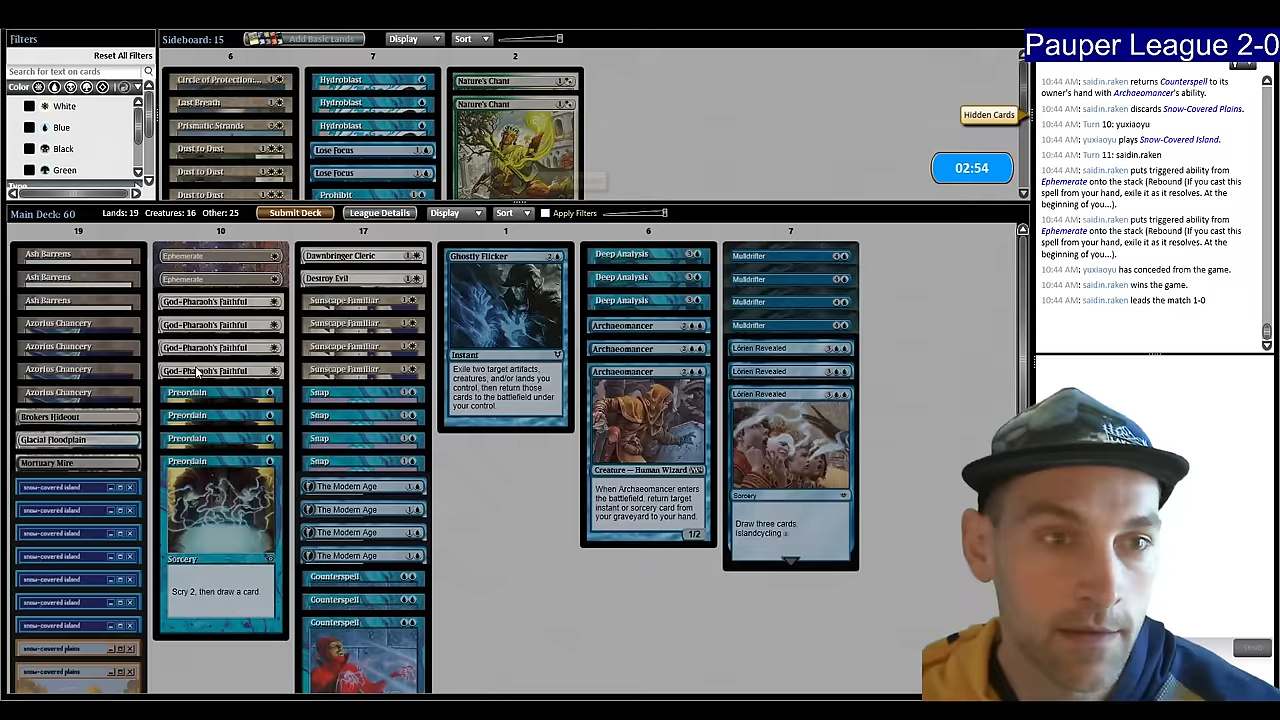 Pauper League 2-0
Filters
Reset All Filters
Search for text on cards
Color
White
Blue
Black
Green
Sideboard: 15
Add Basic Lands
Display
Sort
6
7
2
Circle of Protection:...
Last Breath
Prismatic Strands
Dust to Dust
Dust to Dust
Dust to Dust
Hydroblast
Hydroblast
Hydroblast
Lose Focus
Lose Focus
Prohibit
Nature's Chant
Nature's Chant
Hidden Cards
02:54
Main Deck: 60
Lands: 19
Creatures: 16
Other: 25
Submit Deck
League Details
Display
Sort
Apply Filters
19
10
17
1
6
7
Ash Barrens
Ash Barrens
Ash Barrens
Azorius Chancery
Azorius Chancery
Azorius Chancery
Azorius Chancery
Brokers Hideout
Glacial Floodplain
Mortuary Mire
snow-covered island
snow-covered island
snow-covered island
snow-covered island
snow-covered island
snow-covered island
snow-covered island
snow-covered plains
snow-covered plains
Ephemerate
Ephemerate
God-Pharaoh's Faithful
God-Pharaoh's Faithful
God-Pharaoh's Faithful
God-Pharaoh's Faithful
Preordain
Preordain
Preordain
Preordain
Sorcery
Scry 2, then draw a card.
Dawnbringer Cleric
Destroy Evil
Sunscape Familiar
Sunscape Familiar
Sunscape Familiar
Sunscape Familiar
Snap
Snap
Snap
Snap
The Modern Age
The Modern Age
The Modern Age
The Modern Age
Counterspell
Counterspell
Counterspell
Ghostly Flicker
Instant
Exile two target artifacts,
creatures, and/or lands you
control, then return those
cards to the battlefield under
your control.
Deep Analysis
Deep Analysis
Deep Analysis
Archaeomancer
Archaeomancer
Archaeomancer
Creature — Human Wizard
When Archaeomancer enters
the battlefield, return target
instant or sorcery card from
your graveyard to your hand.
1/2
Mulldrifter
Mulldrifter
Mulldrifter
Mulldrifter
Lórien Revealed
Lórien Revealed
Lórien Revealed
Sorcery
Draw three cards.
Islandcycling
10:44 AM: saidin.raken returns Counterspell to its
owner's hand with Archaeomancer's ability.
10:44 AM: saidin.raken discards Snow-Covered Plains.
10:44 AM: Turn 10: yuxiaoyu
10:44 AM: yuxiaoyu plays Snow-Covered Island.
10:44 AM: Turn 11: saidin.raken
10:44 AM: saidin.raken puts triggered ability from
Ephemerate onto the stack (Rebound (If you cast this
spell from your hand, exile it as it resolves. At the
beginning of you...).
10:44 AM: saidin.raken puts triggered ability from
Ephemerate onto the stack (Rebound (If you cast this
spell from your hand, exile it as it resolves. At the
beginning of you...).
10:44 AM: yuxiaoyu has conceded from the game.
10:44 AM: saidin.raken wins the game.
10:44 AM: saidin.raken leads the match 1-0
SEND